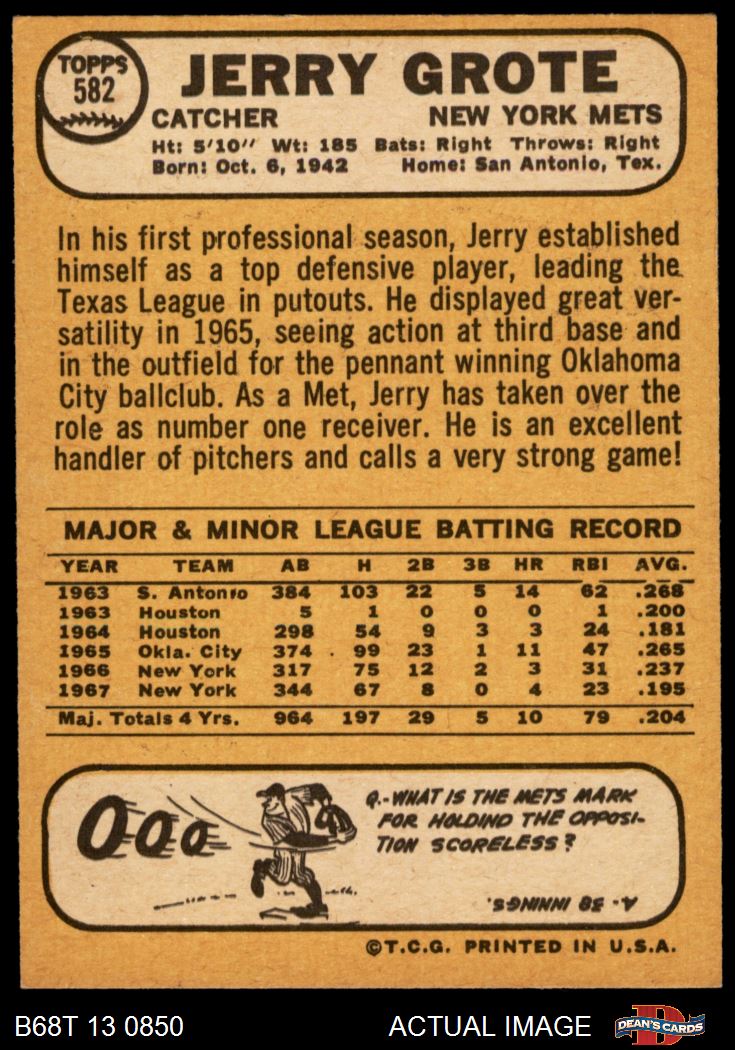 TOPPS
582
JERRY GROTE
CATCHER NEW YORK METS
Ht: 5'10" Wt: 185 Bats: Right Throws: Right
Born: Oct. 6, 1942 Home: San Antonio, Tex.
In his first professional season, Jerry established
himself as a top defensive player, leading the
Texas League in putouts. He displayed great ver-
satility in 1965, seeing action at third base and
in the outfield for the pennant winning Oklahoma
City ballclub. As a Met, Jerry has taken over the
role as number one receiver. He is an excellent
handler of pitchers and calls a very strong game!
MAJOR & MINOR LEAGUE BATTING RECORD
YEAR TEAM AB H 2B 3B HR RBI AVG.
1963 S. Antonio 384 103 22 5 14 62 .268
1963 Houston 5 1 0 0 0 1 .200
1964 Houston 298 54 9 3 3 24 .181
1965 Okla. City 374 99 23 1 11 47 .265
1966 New York 317 75 12 2 3 31 .237
1967 New York 344 67 8 0 4 23 .195
Maj. Totals 4 Yrs. 964 197 29 5 10 79 .204
000
Q.-WHAT IS THE METS MARK
FOR HOLDIND THE OPPOSI-
TION SCORELESS?
A.- 38 INNINGS.
©T.C.G. PRINTED IN U.S.A.
B68T 13 0850 ACTUAL IMAGE DEAN'S CARDS